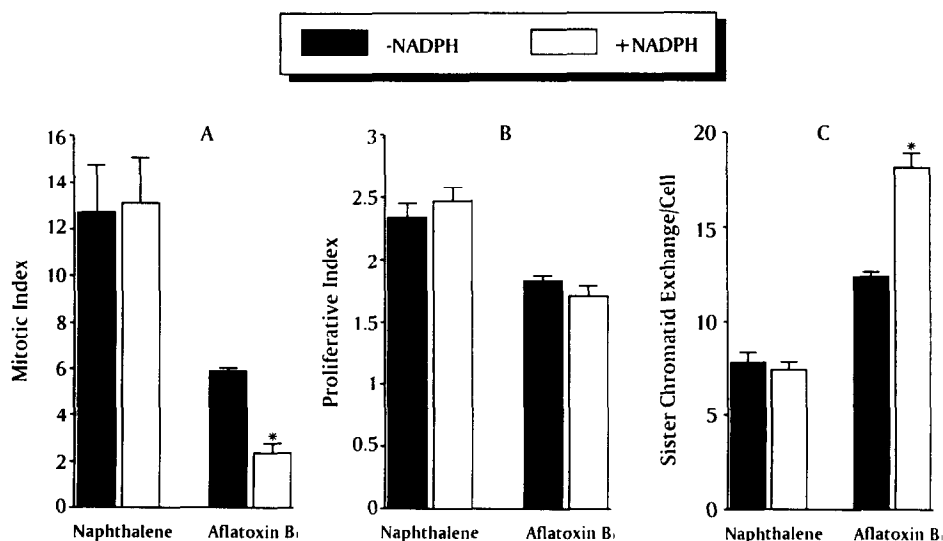 -NADPH
+NADPH
A
16
14
12
10
8
6
4
2
0
Mitotic Index
*
Naphthalene
Aflatoxin B₁
B
3
2.5
2
1.5
1
0.5
0
Proliferative Index
Naphthalene
Aflatoxin B₁
C
20
15
10
5
0
Sister Chromatid Exchange/Cell
*
Naphthalene
Aflatoxin B₁